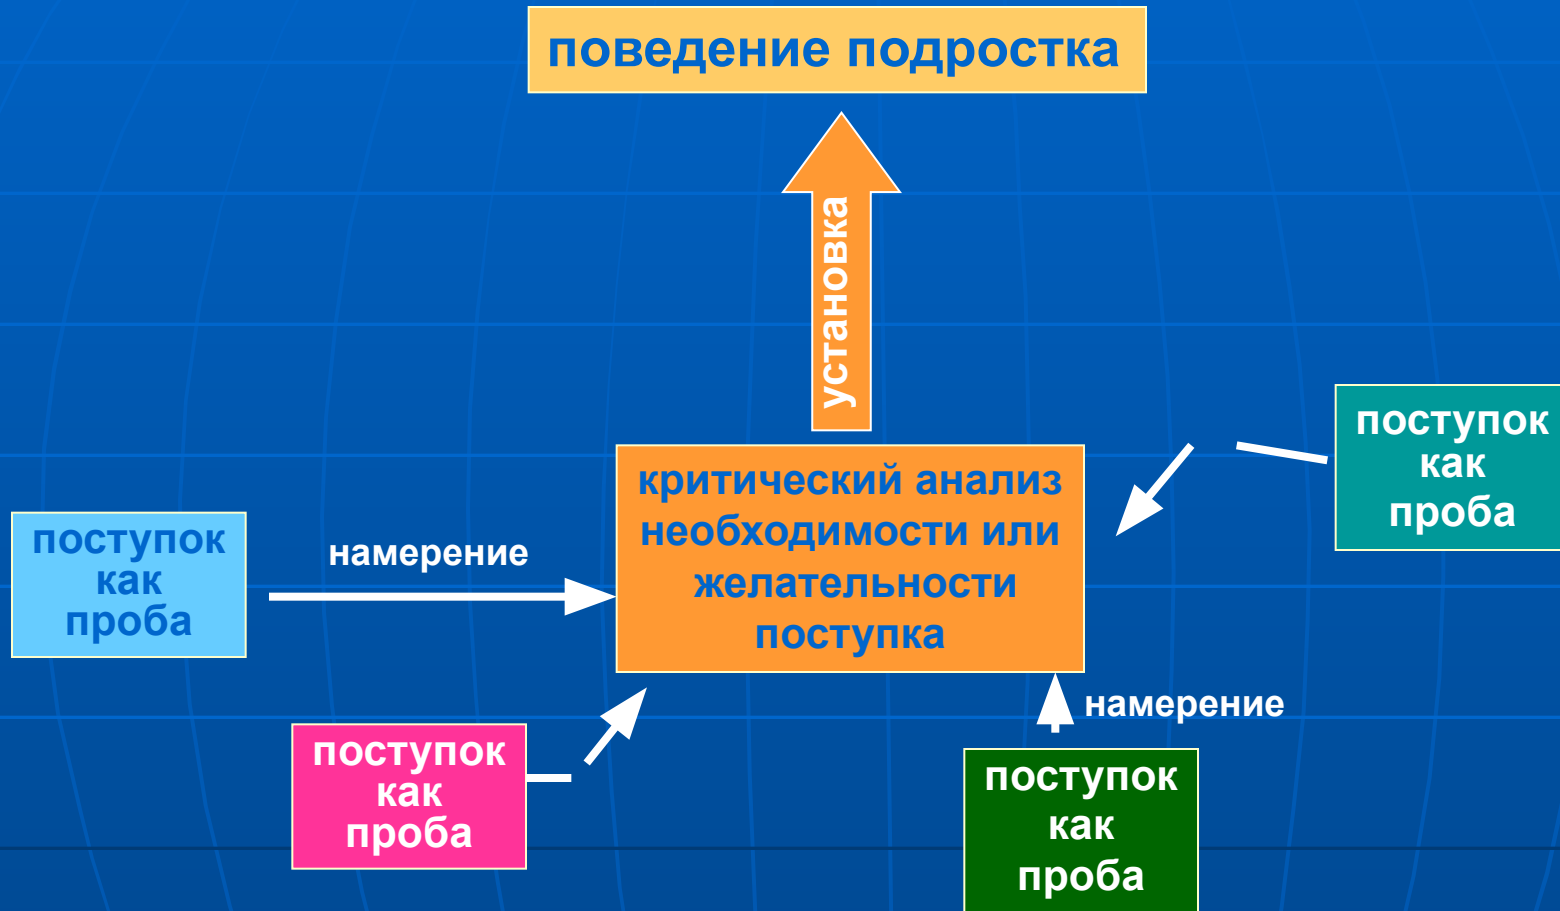 поведение подростка
установка
критический анализ
необходимости или
желательности
поступка
поступок
как
проба
поступок
как
проба
намерение
поступок
как
проба
намерение
поступок
как
проба